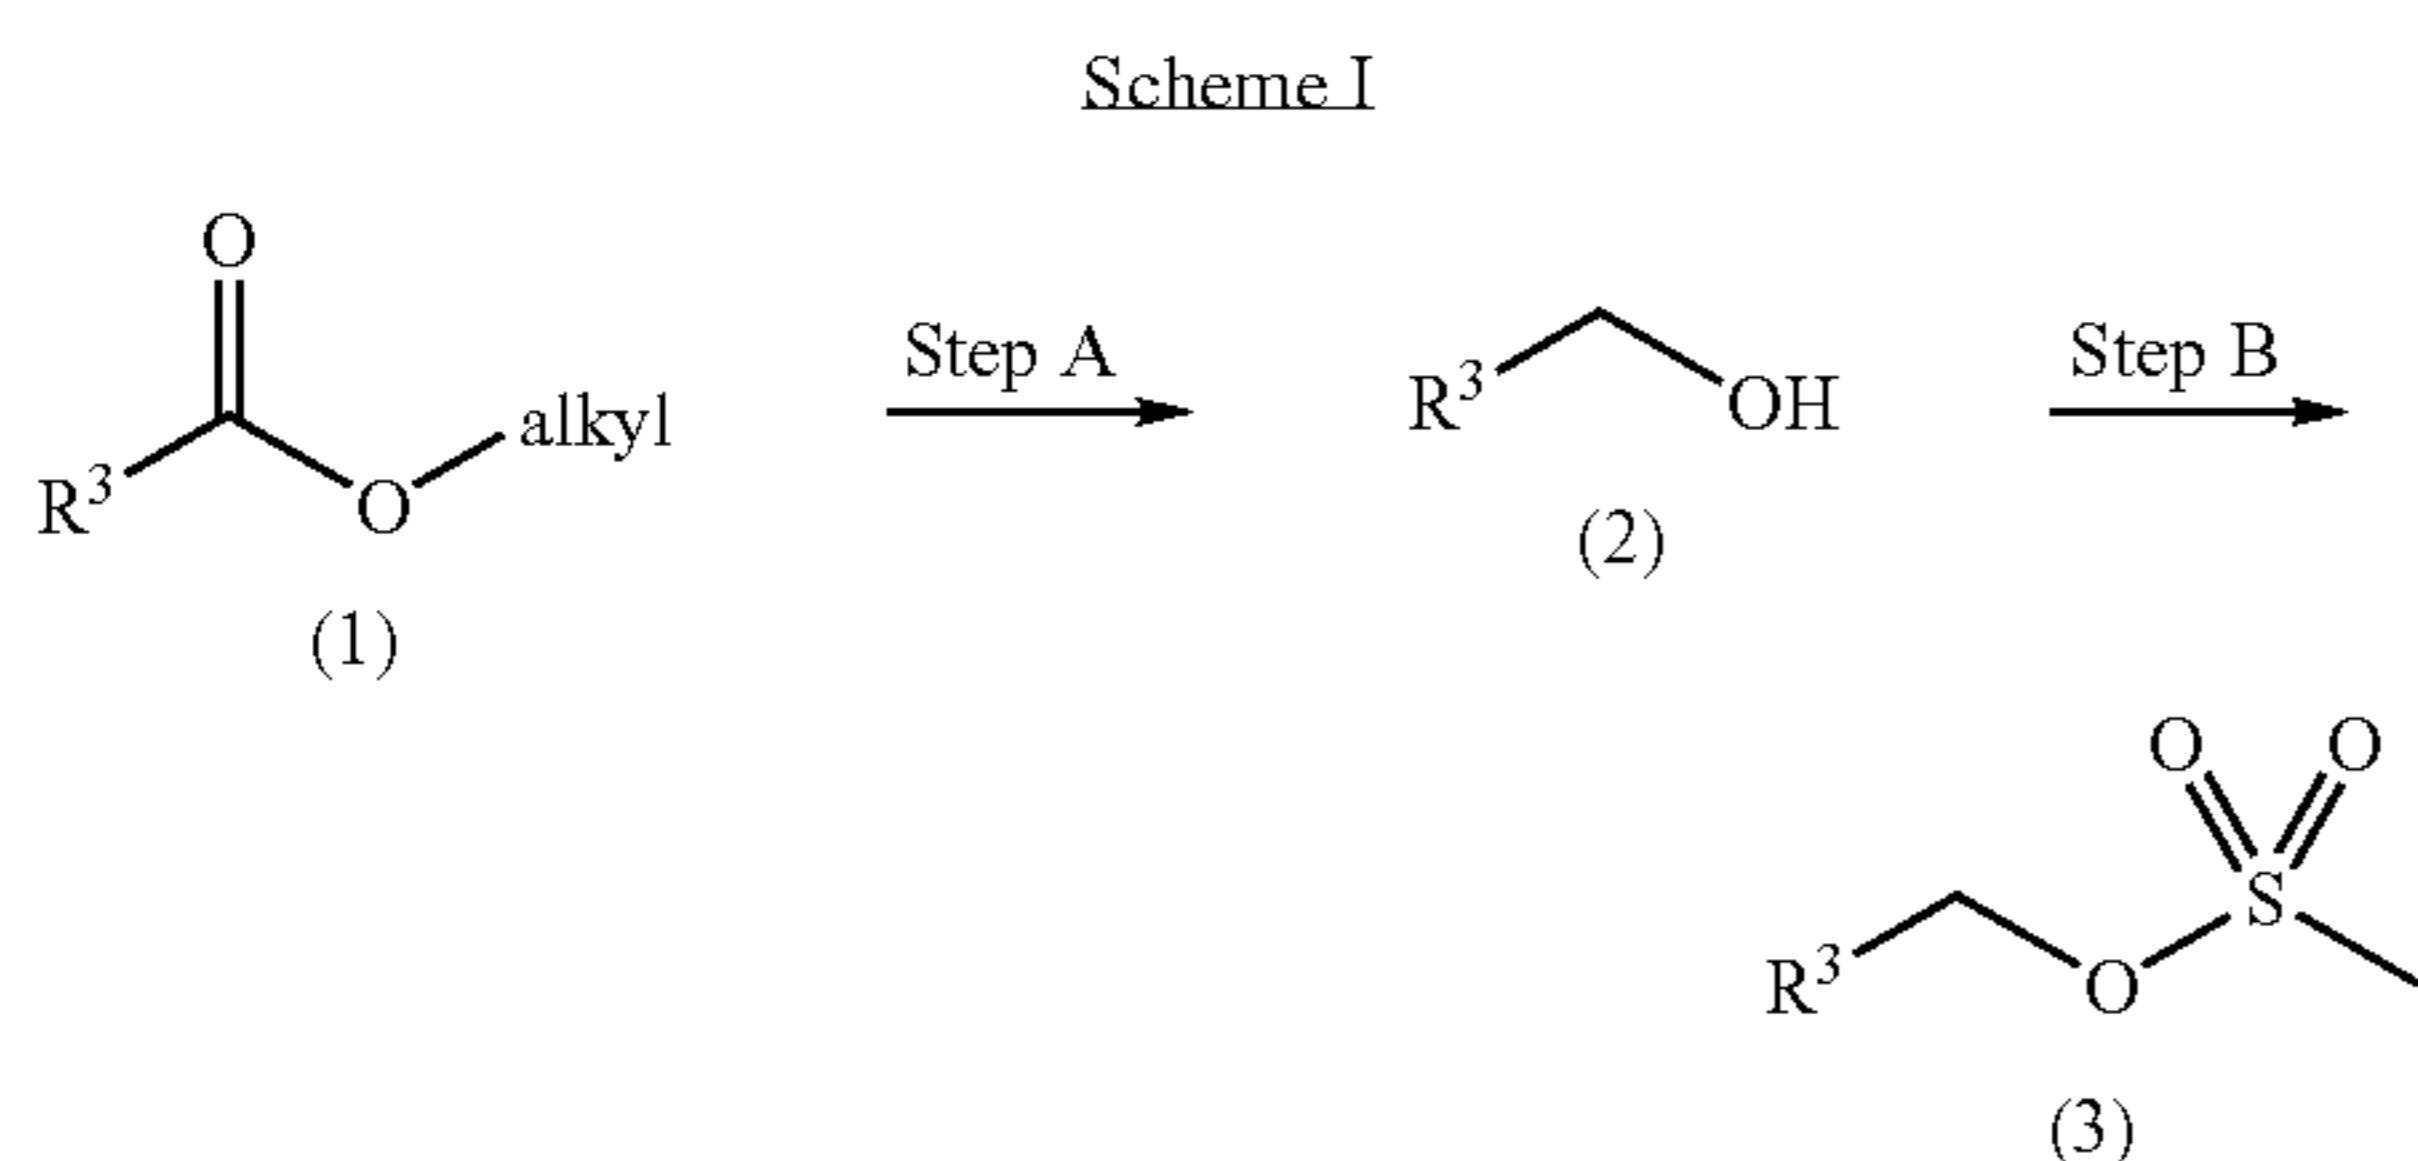 Scheme I
O
R³ O alkyl
(1)
Step A
R³ OH
(2)
Step B
O O
R³ O S
(3)